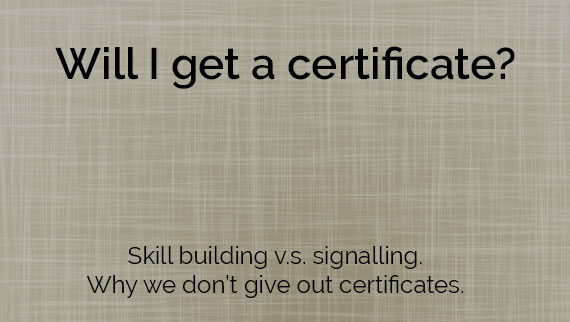 Will I get a certificate?
Skill building v.s. signalling.
Why we don't give out certificates.